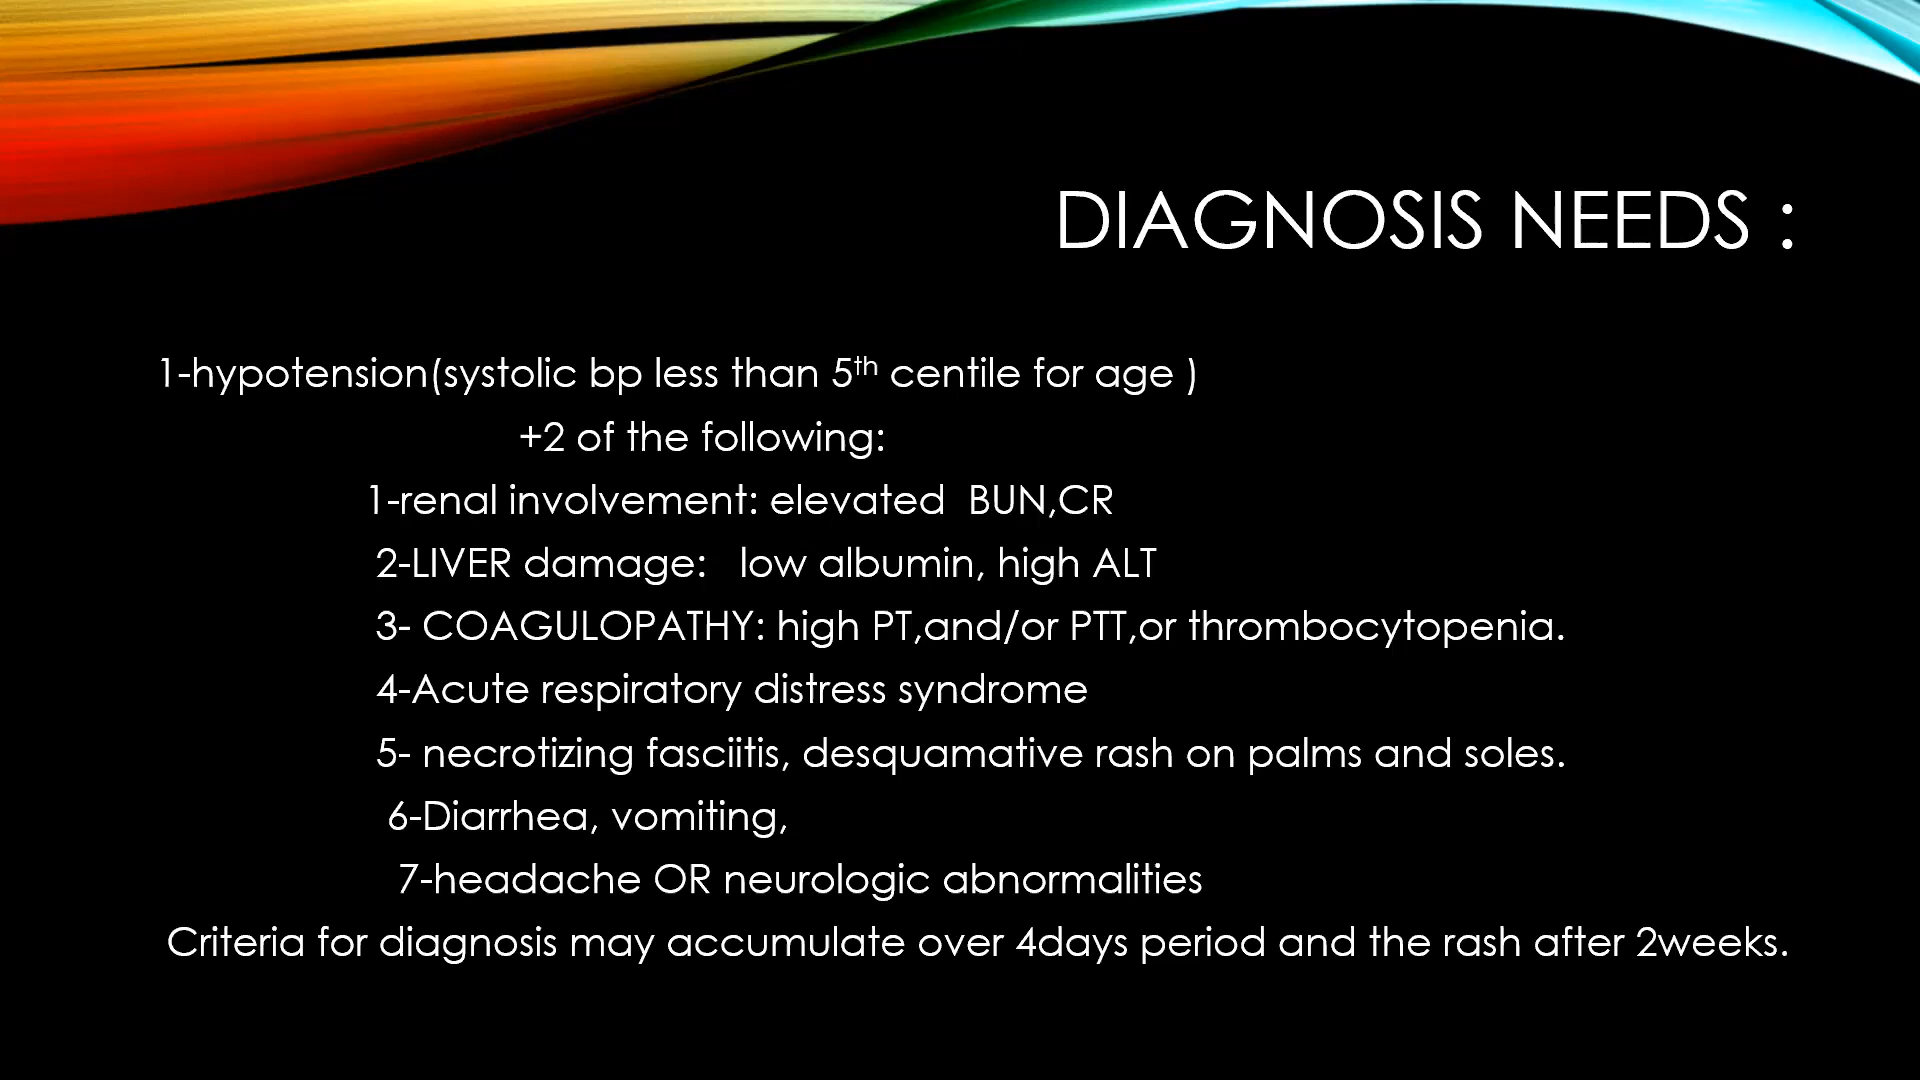 DIAGNOSIS NEEDS :
1-hypotension(systolic bp less than 5th centile for age )
+2 of the following:
1-renal involvement: elevated  BUN,CR
2-LIVER damage:   low albumin, high ALT
3- COAGULOPATHY: high PT,and/or PTT,or thrombocytopenia.
4-Acute respiratory distress syndrome
5- necrotizing fasciitis, desquamative rash on palms and soles.
6-Diarrhea, vomiting,
7-headache OR neurologic abnormalities
Criteria for diagnosis may accumulate over 4days period and the rash after 2weeks.